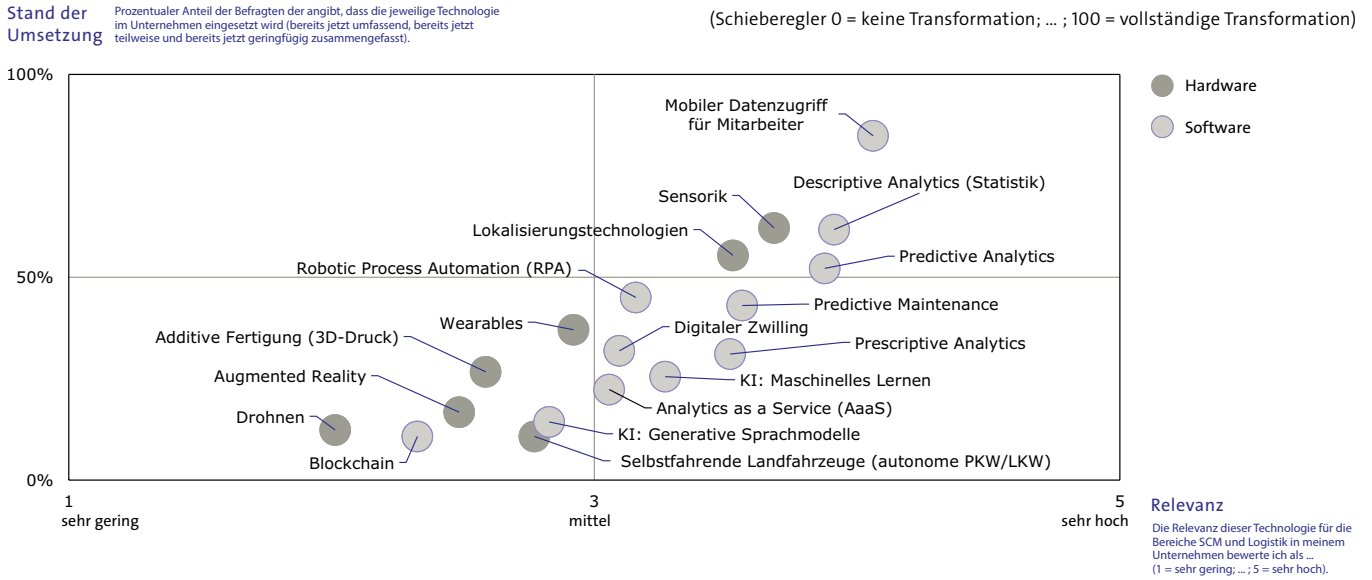 Stand der
Umsetzung
Prozentualer Anteil der Befragten der angibt, dass die jeweilige Technologie
im Unternehmen eingesetzt wird (bereits jetzt umfassend, bereits jetzt
teilweise und bereits jetzt geringfügig zusammengefasst).
(Schieberegler 0 = keine Transformation; ... ; 100 = vollständige Transformation)
100%
Hardware
Software
Mobiler Datenzugriff
für Mitarbeiter
Descriptive Analytics (Statistik)
Sensorik
Lokalisierungstechnologien
Predictive Analytics
Robotic Process Automation (RPA)
50%
Predictive Maintenance
Wearables
Digitaler Zwilling
Additive Fertigung (3D-Druck)
Prescriptive Analytics
Augmented Reality
KI: Maschinelles Lernen
Analytics as a Service (AaaS)
Drohnen
KI: Generative Sprachmodelle
Blockchain
Selbstfahrende Landfahrzeuge (autonome PKW/LKW)
0%
1
sehr gering
3
mittel
5
sehr hoch
Relevanz
Die Relevanz dieser Technologie für die
Bereiche SCM und Logistik in meinem
Unternehmen bewerte ich als ...
(1 = sehr gering; ... ; 5 = sehr hoch).